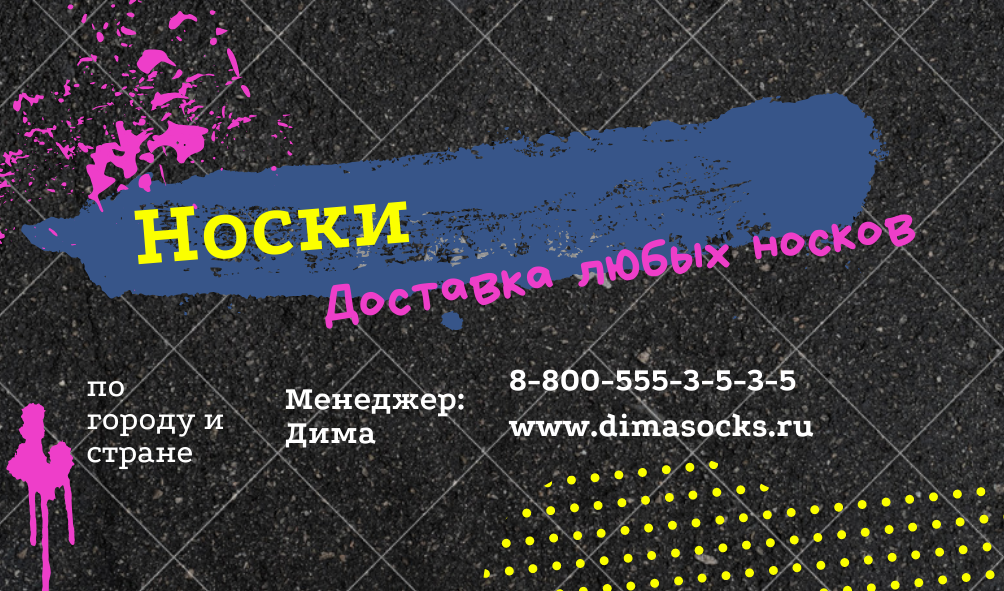 Носки
Доставка любых носков
по
городу и
стране
Менеджер:
Дима
8-800-555-3-5-3-5
www.dimasocks.ru